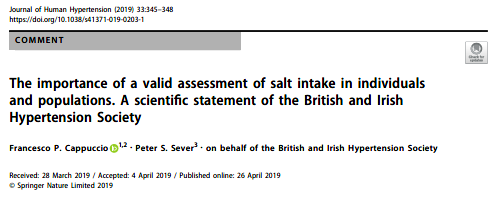 Journal of Human Hypertension (2019) 33:345–348
https://doi.org/10.1038/s41371-019-0203-1
COMMENT
Check for
updates
The importance of a valid assessment of salt intake in individuals
and populations. A scientific statement of the British and Irish
Hypertension Society
Francesco P. Cappuccio iD 1,2 · Peter S. Sever3 · on behalf of the British and Irish Hypertension Society
Received: 28 March 2019 / Accepted: 4 April 2019 / Published online: 26 April 2019
© Springer Nature Limited 2019